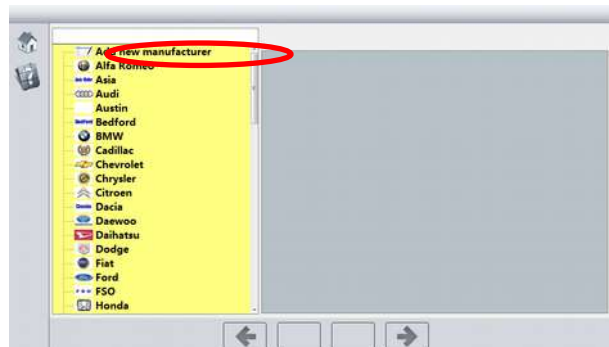 Add new manufacturer
Alfa Romeo
Asia
Audi
Austin
Bedford
BMW
Cadillac
Chevrolet
Chrysler
Citroen
Dacia
Daewoo
Daihatsu
Dodge
Fiat
Ford
FSO
Honda